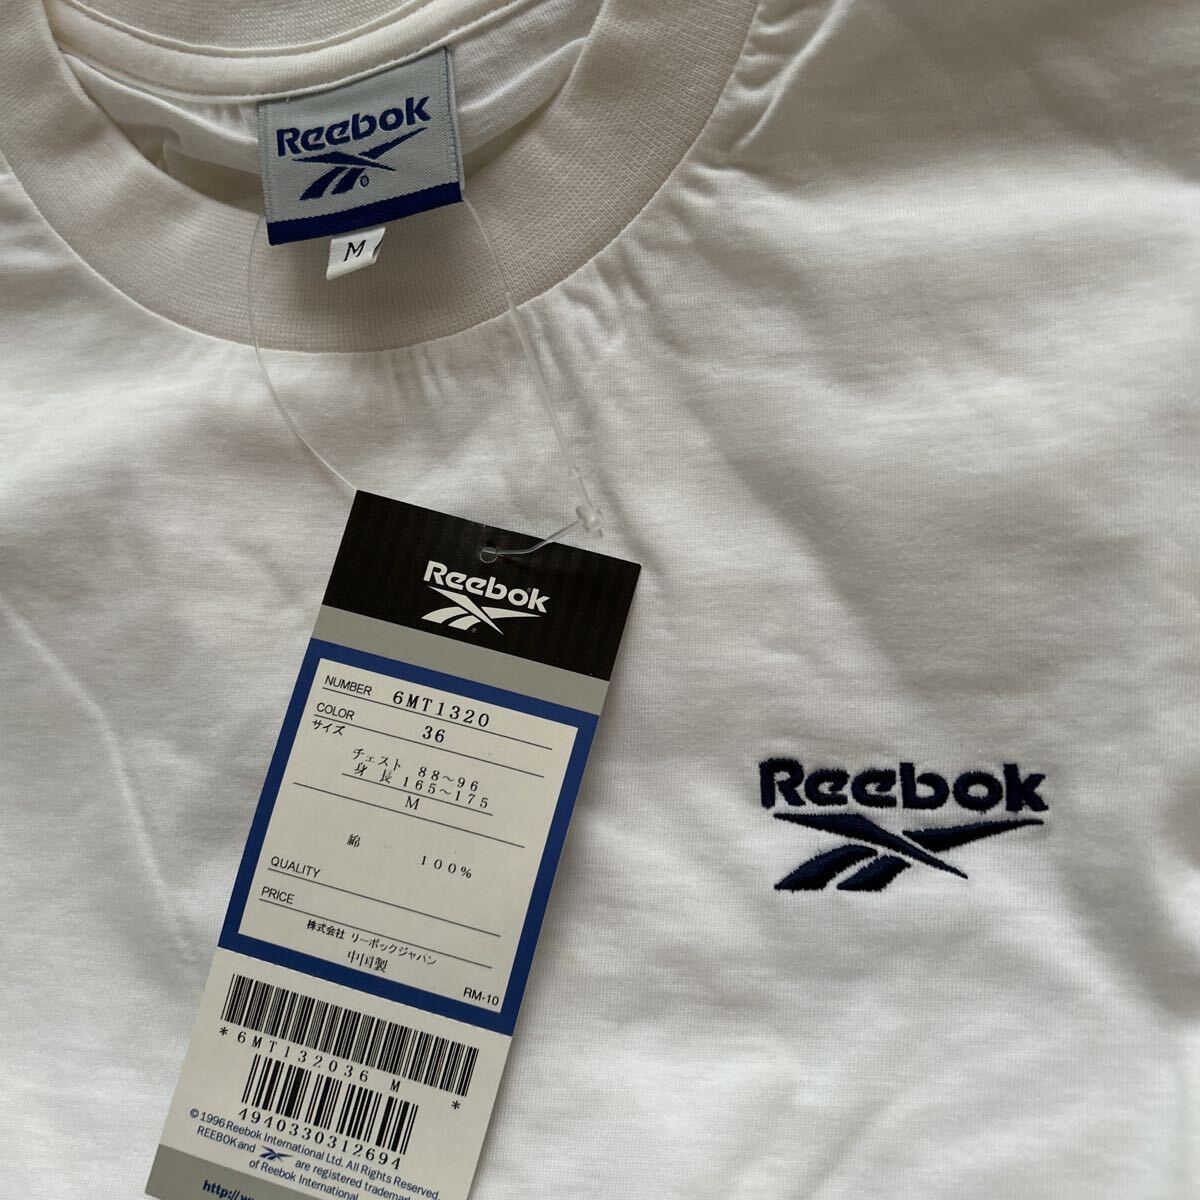 Reebok
®
M
Reebok
NUMBER 6MT1320
COLOR 36
サイズ
チェスト 88～96
身長 165～175
M
綿 100%
QUALITY
PRICE
株式会社 リーボックジャパン
中国製
RM-10
* 6MT132036 M *
4940330312694
© 1996 Reebok International Ltd. All Rights Reserved.
REEBOK and are registered
of Reebok International
Reebok